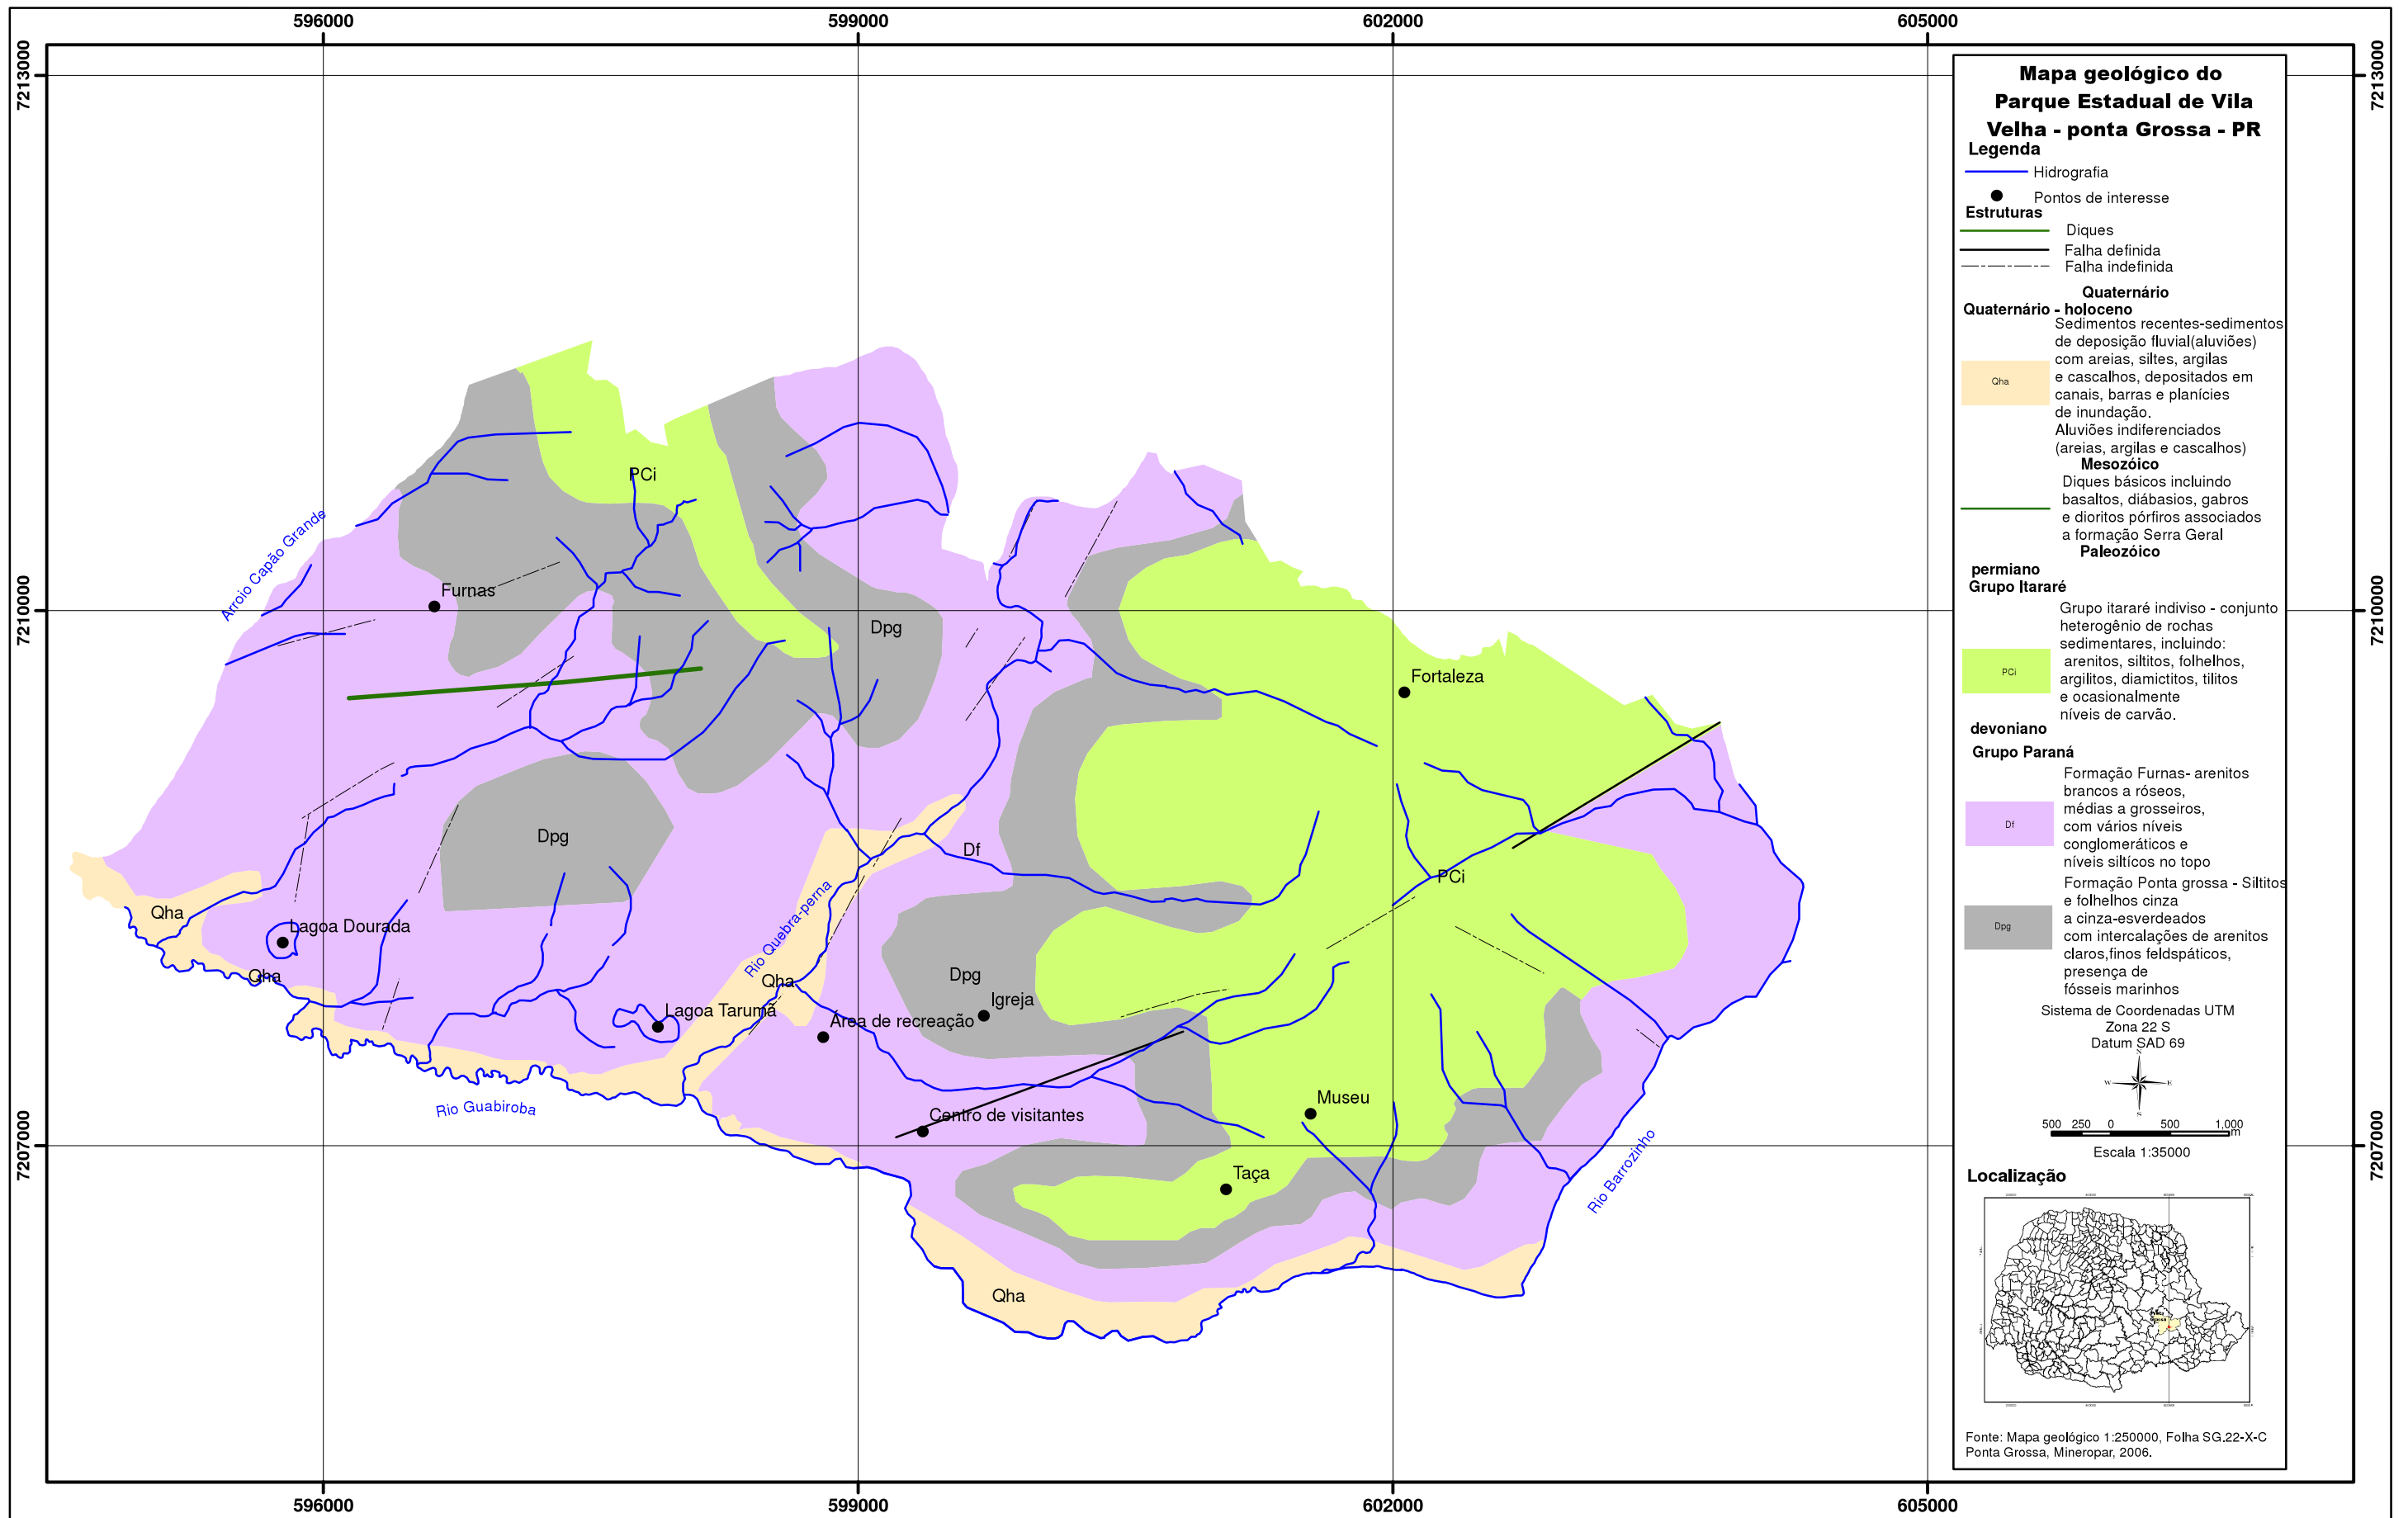 596000
599000
602000
605000
7213000
7213000
7210000
7210000
7207000
7207000
596000
599000
602000
605000
PCi
Arroio Capão Grande
Furnas
Dpg
Fortaleza
Dpg
Df
PCi
Qha
Lagoa Dourada
Rio Quebra-perna
Qha
Qha
Dpg
Igreja
Lagoa Tarumã
Área de recreação
Rio Guabiroba
Centro de visitantes
Museu
Taça
Rio Barrozinho
Qha
Mapa geológico do
Parque Estadual de Vila
Velha - ponta Grossa - PR
Legenda
Hidrografia
Pontos de interesse
Estruturas
Diques
Falha definida
Falha indefinida
Quaternário
Quaternário - holoceno
Sedimentos recentes-sedimentos
de deposição fluvial(aluviões)
com areias, siltes, argilas
Qha
e cascalhos, depositados em
canais, barras e planícies
de inundação.
Aluviões indiferenciados
(areias, argilas e cascalhos)
Mesozóico
Diques básicos incluindo
basaltos, diábasios, gabros
e dioritos pórfiros associados
a formação Serra Geral
Paleozóico
permiano
Grupo Itararé
Grupo itararé indiviso - conjunto
heterogênio de rochas
sedimentares, incluindo:
arenitos, siltitos, folhelhos,
PCi
argilitos, diamictitos, tilitos
e ocasionalmente
níveis de carvão.
devoniano
Grupo Paraná
Formação Furnas- arenitos
brancos a róseos,
médias a grosseiros,
Df
com vários níveis
conglomeráticos e
níveis siltícos no topo
Formação Ponta grossa - Siltitos
e folhelhos cinza
a cinza-esverdeados
Dpg
com intercalações de arenitos
claros,finos feldspáticos,
presença de
fósseis marinhos
Sistema de Coordenadas UTM
Zona 22 S
Datum SAD 69
N
W E
S
500 250 0 500 1,000
m
Escala 1:35000
Localização
Fonte: Mapa geológico 1:250000, Folha SG.22-X-C
Ponta Grossa, Mineropar, 2006.